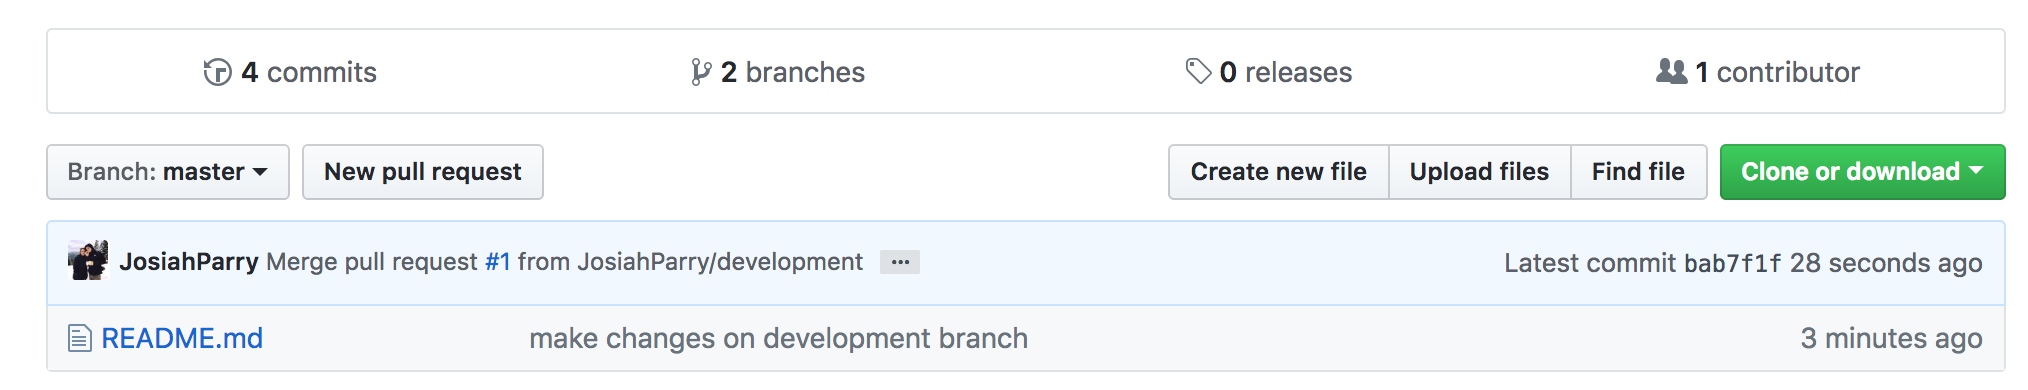 4 commits 2 branches 0 releases 1 contributor
Branch: master New pull request Create new file Upload files Find file Clone or download
JosiahParry Merge pull request #1 from JosiahParry/development ... Latest commit bab7f1f 28 seconds ago
README.md make changes on development branch 3 minutes ago